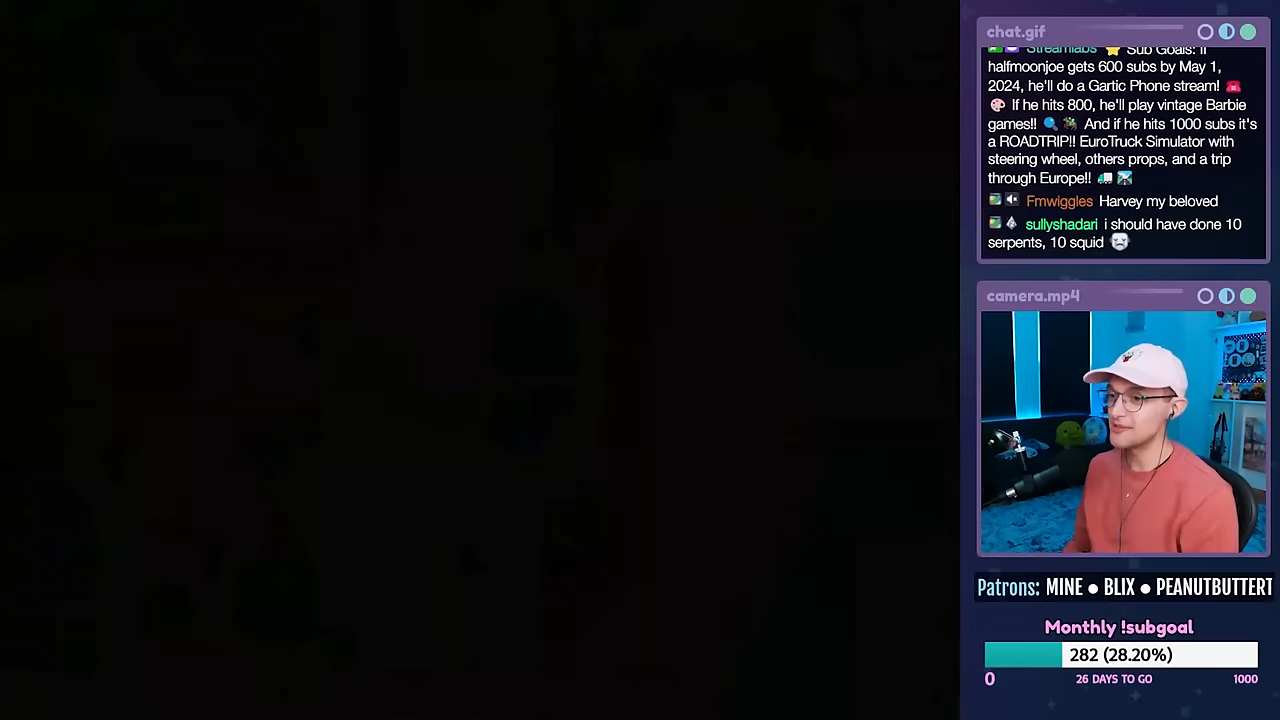 chat.gif
Streamlabs ⭐ Sub Goals: If
halfmoonjoe gets 600 subs by May 1,
2024, he'll do a Gartic Phone stream! ☎️
🎨 If he hits 800, he'll play vintage Barbie
games!! 🔍 And if he hits 1000 subs it's
a ROADTRIP!! EuroTruck Simulator with
steering wheel, others props, and a trip
through Europe!! 🚛 🛣️
Fmwiggles Harvey my beloved
sullyshadari i should have done 10
serpents, 10 squid
camera.mp4
Patrons: MINE ● BLIX ● PEANUTBUTTERT
Monthly !subgoal
282 (28.20%)
0 26 DAYS TO GO 1000